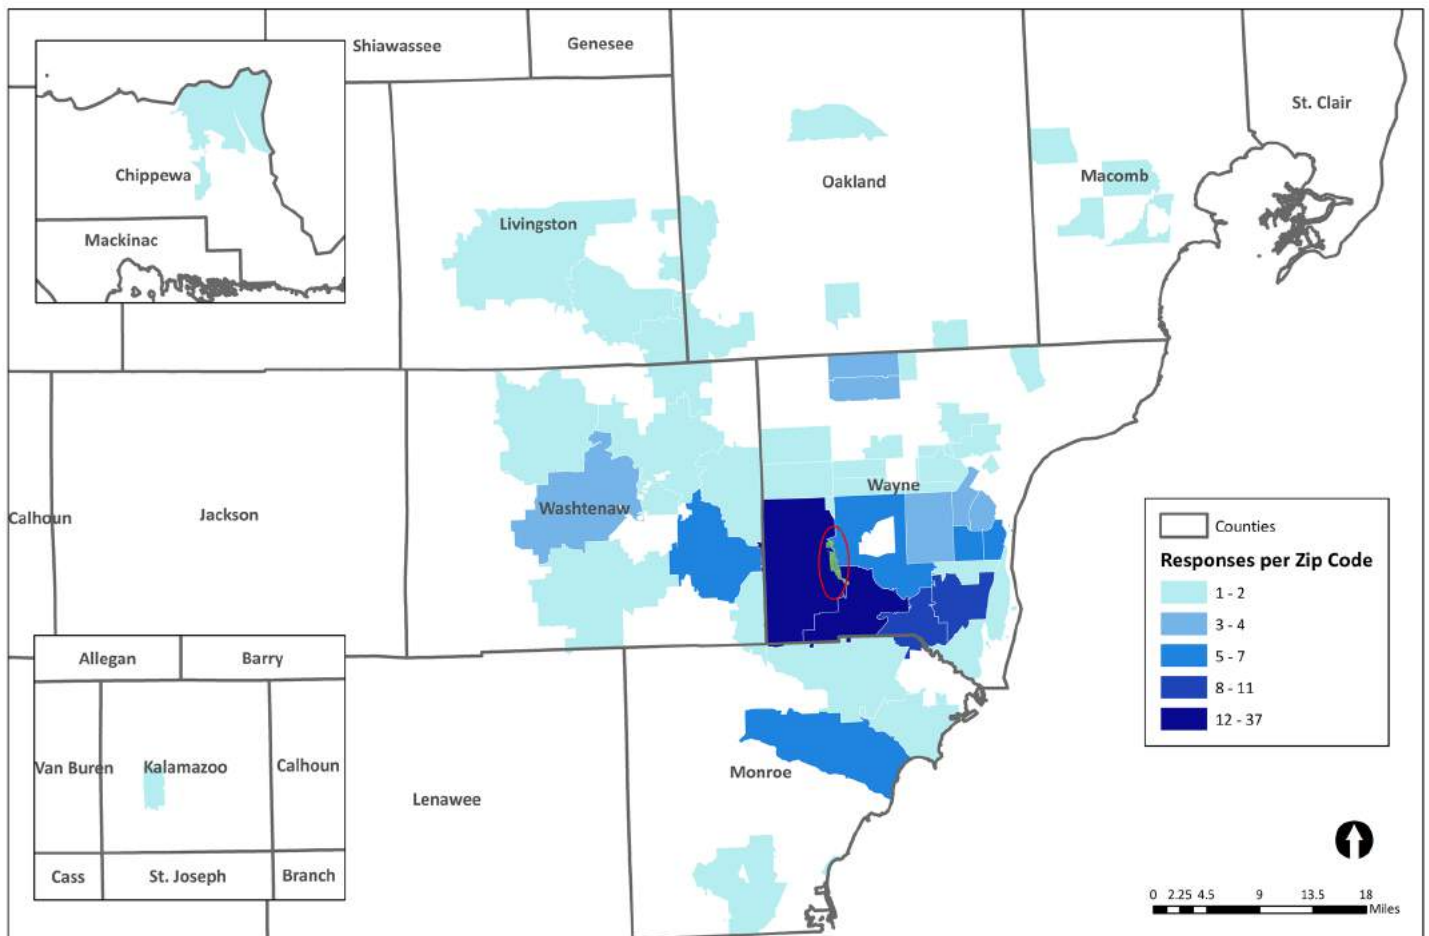 Shiawassee
Genesee
St. Clair
Chippewa
Oakland
Macomb
Livingston
Mackinac
Wayne
Washtenaw
Calhoun
Jackson
Counties
Responses per Zip Code
1 - 2
3 - 4
5 - 7
8 - 11
12 - 37
Allegan
Barry
Van Buren
Kalamazoo
Calhoun
Monroe
Lenawee
Cass
St. Joseph
Branch
0 2.25 4.5 9 13.5 18
Miles